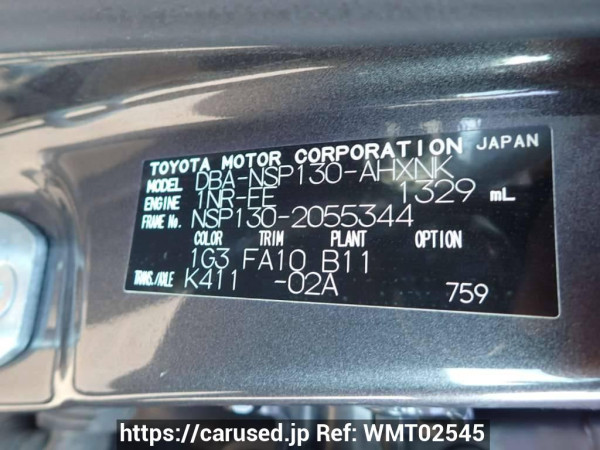 TOYOTA MOTOR CORPORATION JAPAN
MODEL DBA-NSP130-AHXNK
ENGINE 1NR-FE 1329 mL
FRAME No. NSP130-2055344
COLOR TRIM PLANT OPTION
1G3 FA10 B11
TRANS./AXLE K411 -02A 759
https://carused.jp Ref: WMT02545